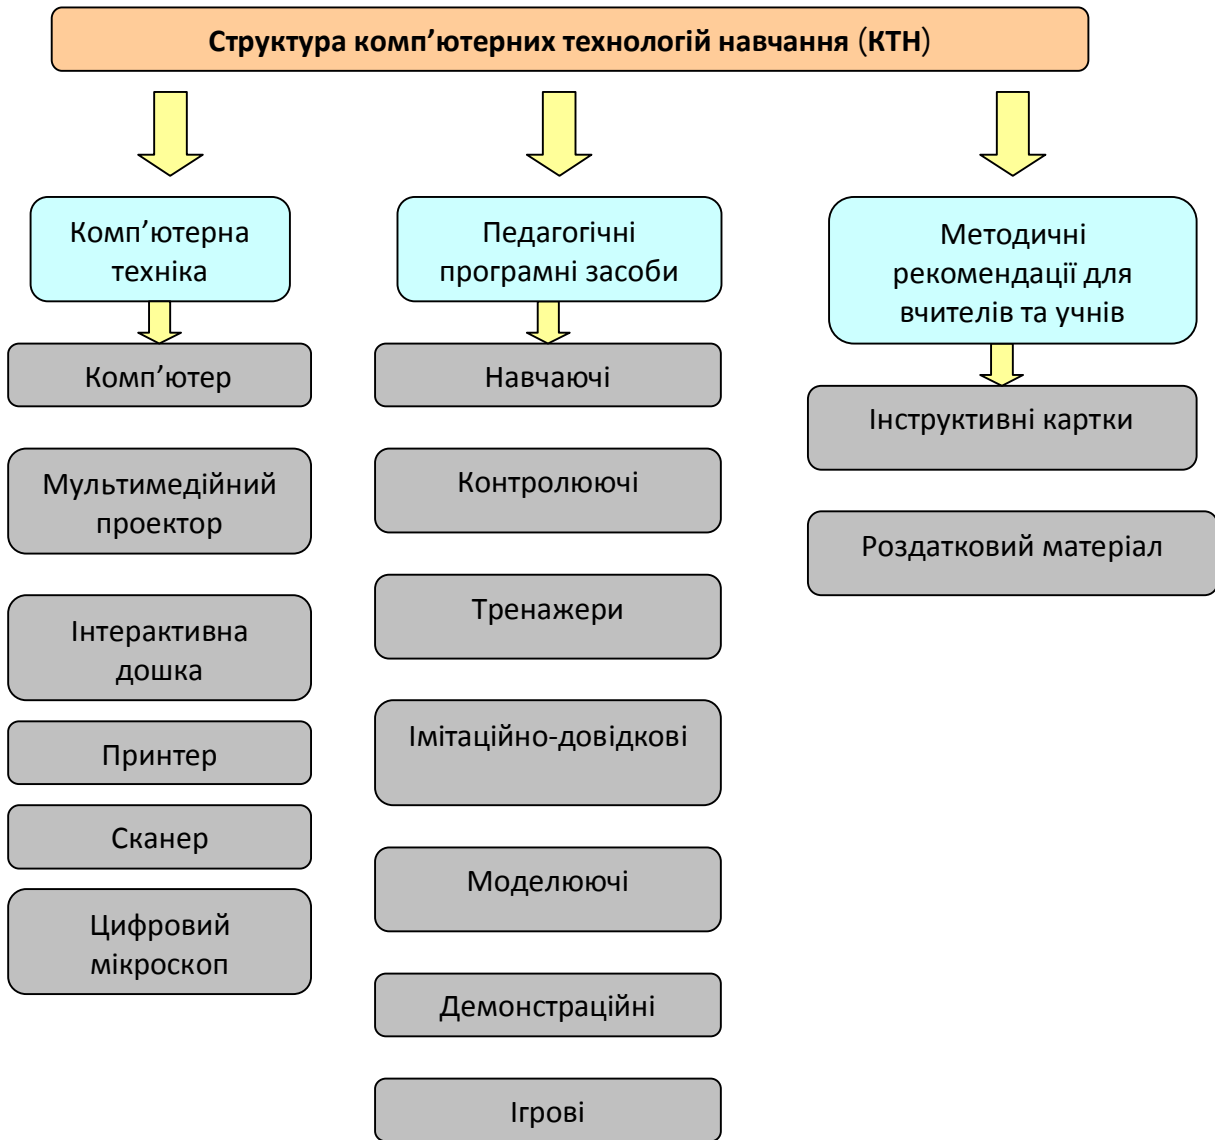 Структура комп’ютерних технологій навчання (КТН)
Комп’ютерна
техніка
Комп’ютер
Мультимедійний
проектор
Інтерактивна
дошка
Принтер
Сканер
Цифровий
мікроскоп
Педагогічні
програмні засоби
Навчаючі
Контролюючі
Тренажери
Імітаційно-довідкові
Моделюючі
Демонстраційні
Ігрові
Методичні
рекомендації для
вчителів та учнів
Інструктивні картки
Роздатковий матеріал